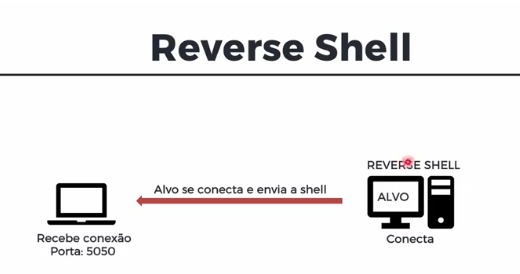 Reverse Shell
REVERSE SHELL
Alvo se conecta e envia a shell
ALVO
Recebe conexão
Porta: 5050
Conecta